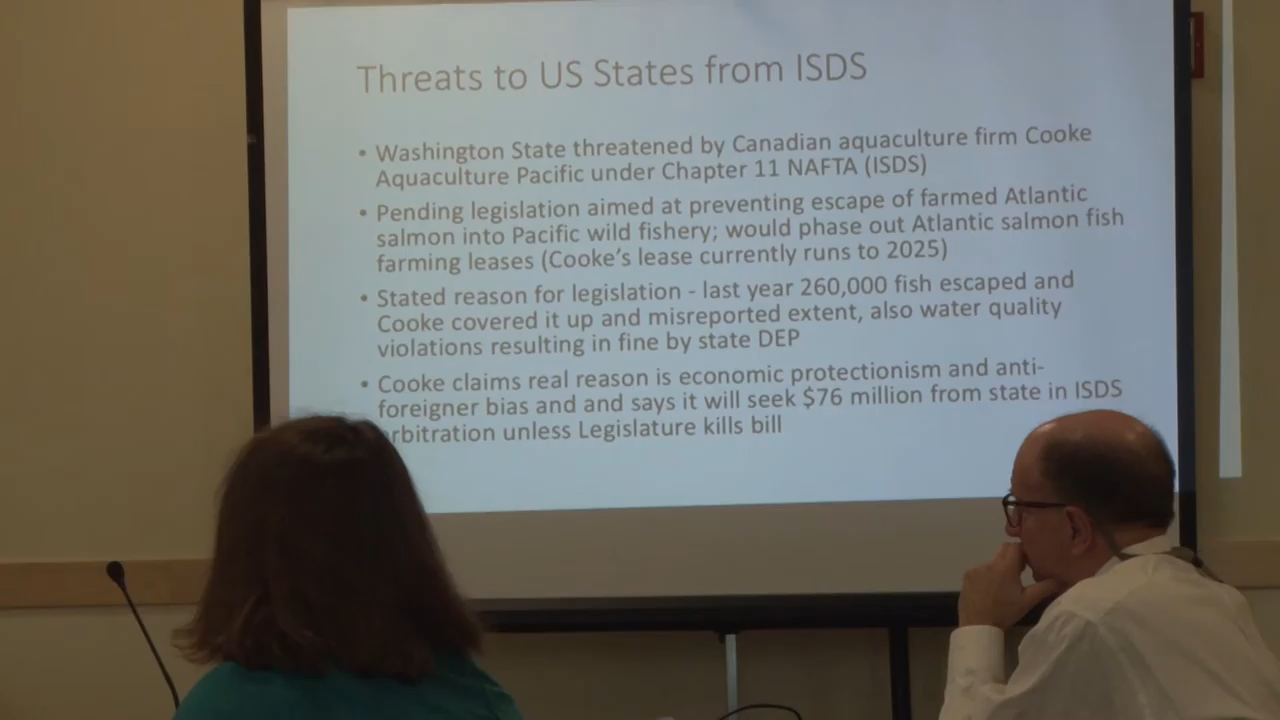 Threats to US States from ISDS
• Washington State threatened by Canadian aquaculture firm Cooke
Aquaculture Pacific under Chapter 11 NAFTA (ISDS)
• Pending legislation aimed at preventing escape of farmed Atlantic
salmon into Pacific wild fishery; would phase out Atlantic salmon fish
farming leases (Cooke's lease currently runs to 2025)
• Stated reason for legislation - last year 260,000 fish escaped and
Cooke covered it up and misreported extent, also water quality
violations resulting in fine by state DEP
• Cooke claims real reason is economic protectionism and anti-
foreigner bias and and says it will seek $76 million from state in ISDS
rbitration unless Legislature kills bill